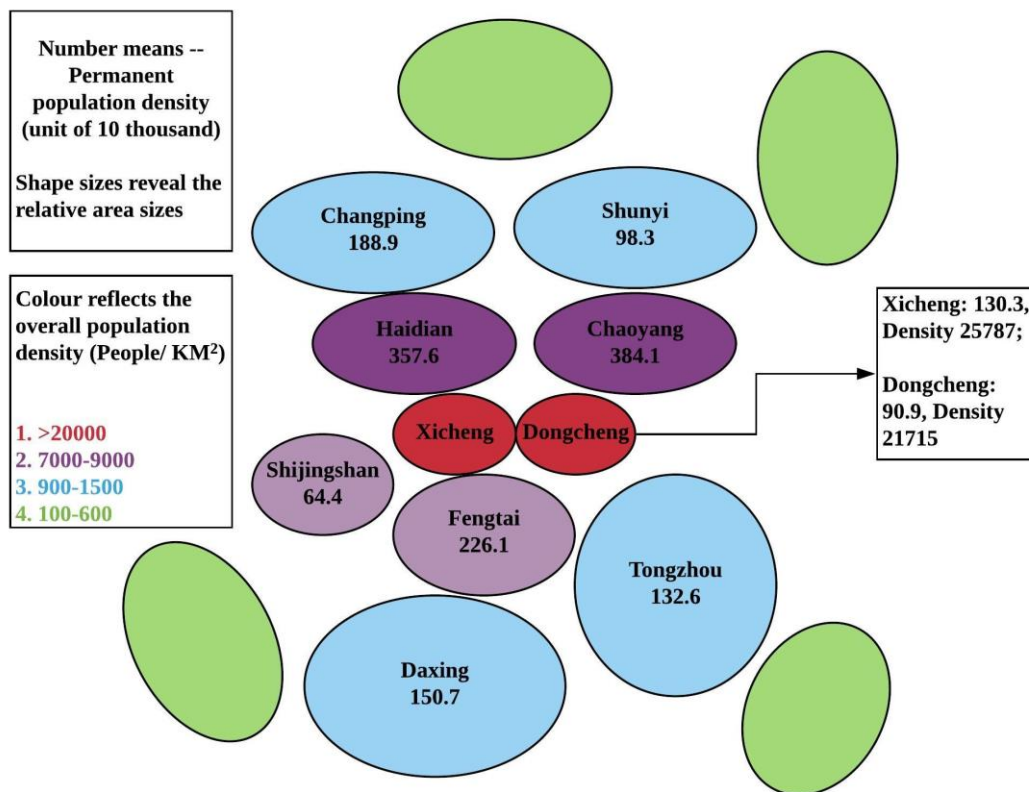 Number means --
Permanent
population density
(unit of 10 thousand)
Shape sizes reveal the
relative area sizes
Colour reflects the
overall population
density (People/ KM²)
1. >20000
2. 7000-9000
3. 900-1500
4. 100-600
Changping
188.9
Shunyi
98.3
Haidian
357.6
Chaoyang
384.1
Xicheng
Dongcheng
Xicheng: 130.3,
Density 25787;
Dongcheng:
90.9, Density
21715
Shijingshan
64.4
Fengtai
226.1
Tongzhou
132.6
Daxing
150.7